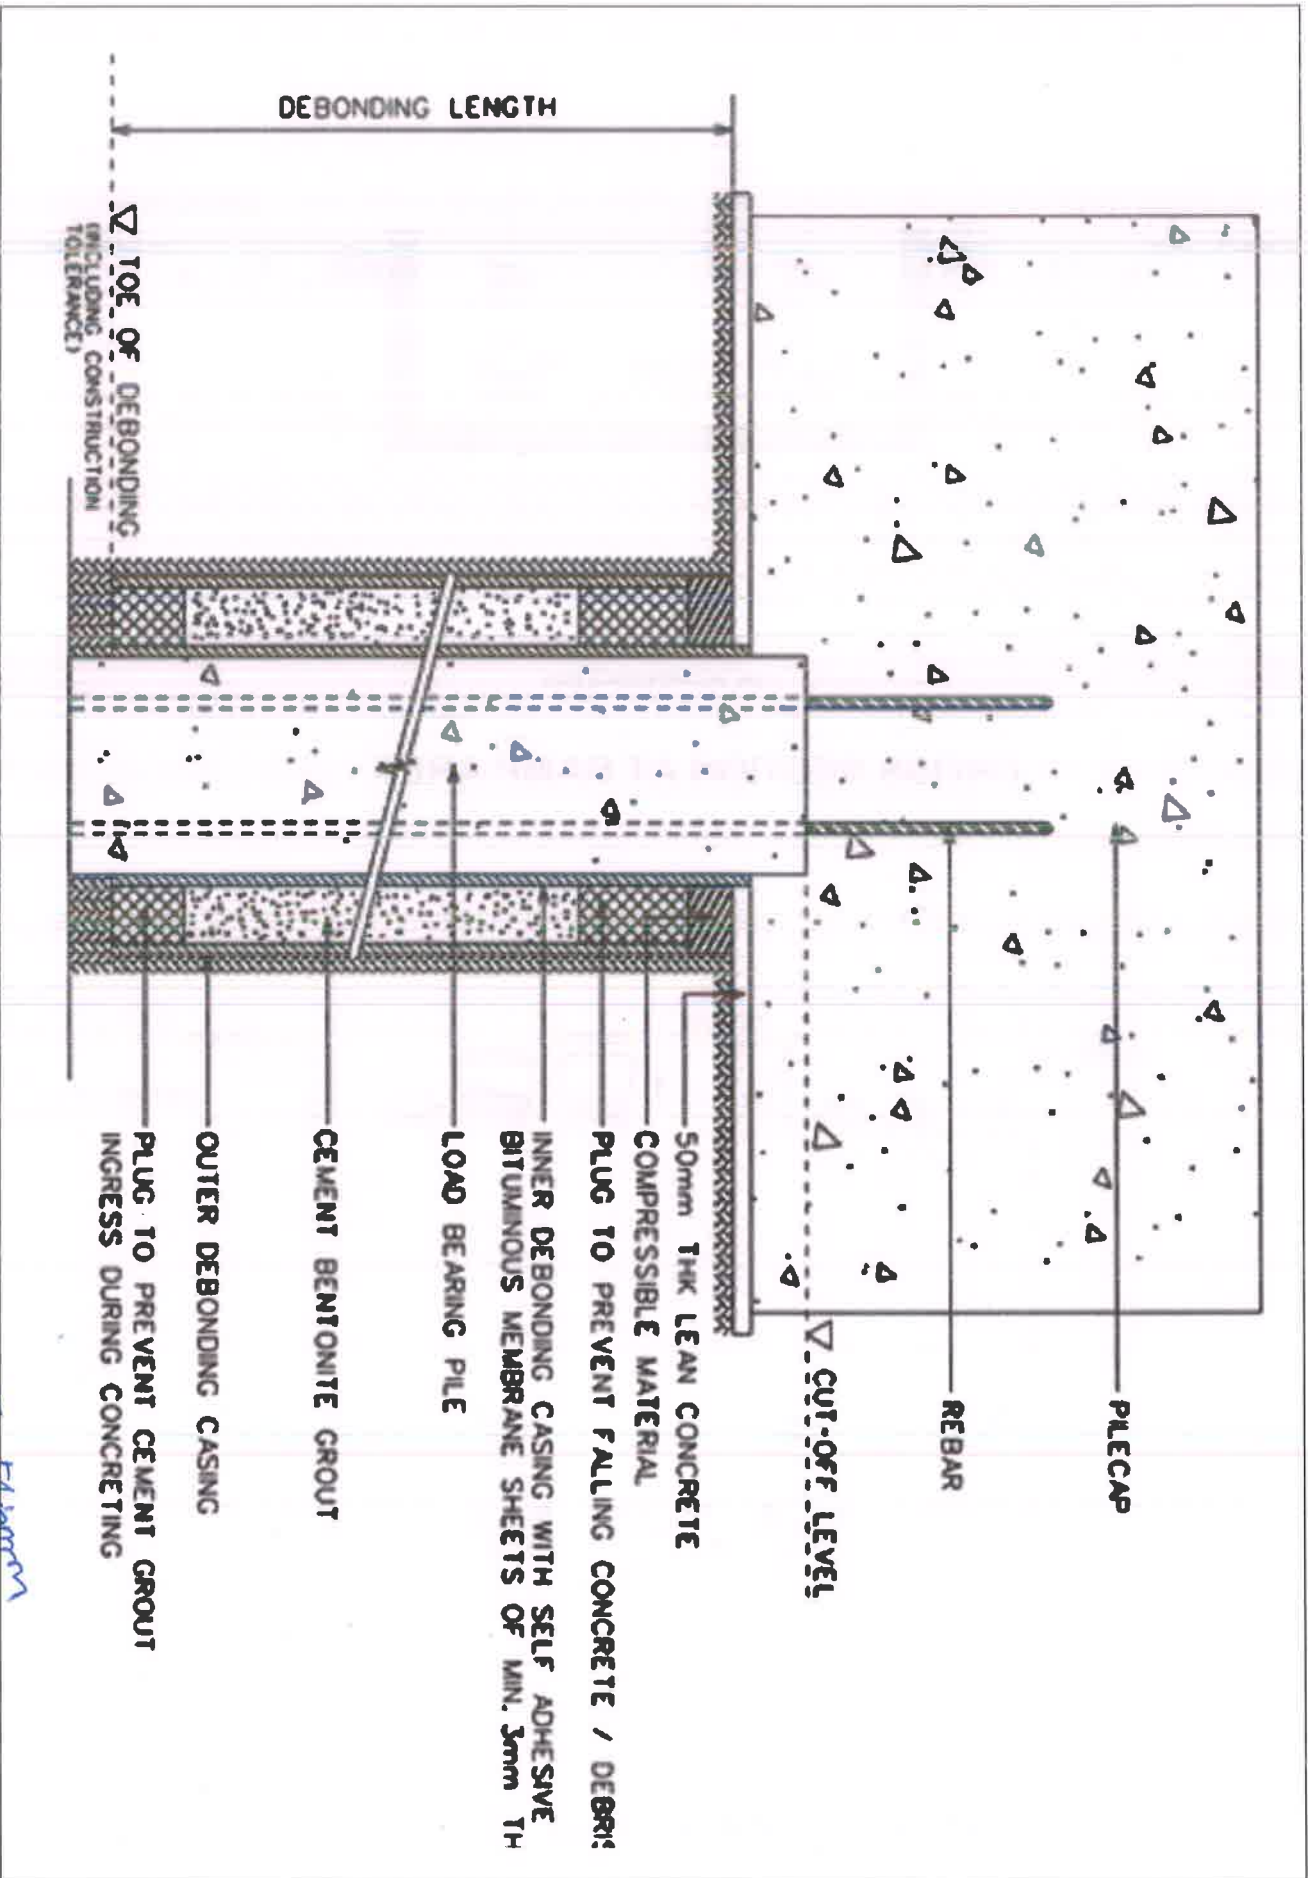 PILECAP
REBAR
CUT-OFF LEVEL
50mm THK LEAN CONCRETE
COMPRESSIBLE MATERIAL
PLUG TO PREVENT FALLING CONCRETE /
INNER DEBONDING CASING WITH SELF ADHESIVE
BITUMINOUS MEMBRANE SHEETS OF MIN. 3mm TH
LOAD BEARING PILE
CEMENT BENTONITE GROUT
OUTER DEBONDING CASING
PLUG TO PREVENT CEMENT GROUT
INGRESS DURING CONCRETING
DEBONDING LENGTH
TOE OF DEBONDING
(INCLUDING CONSTRUCTION
TOLERANCE)